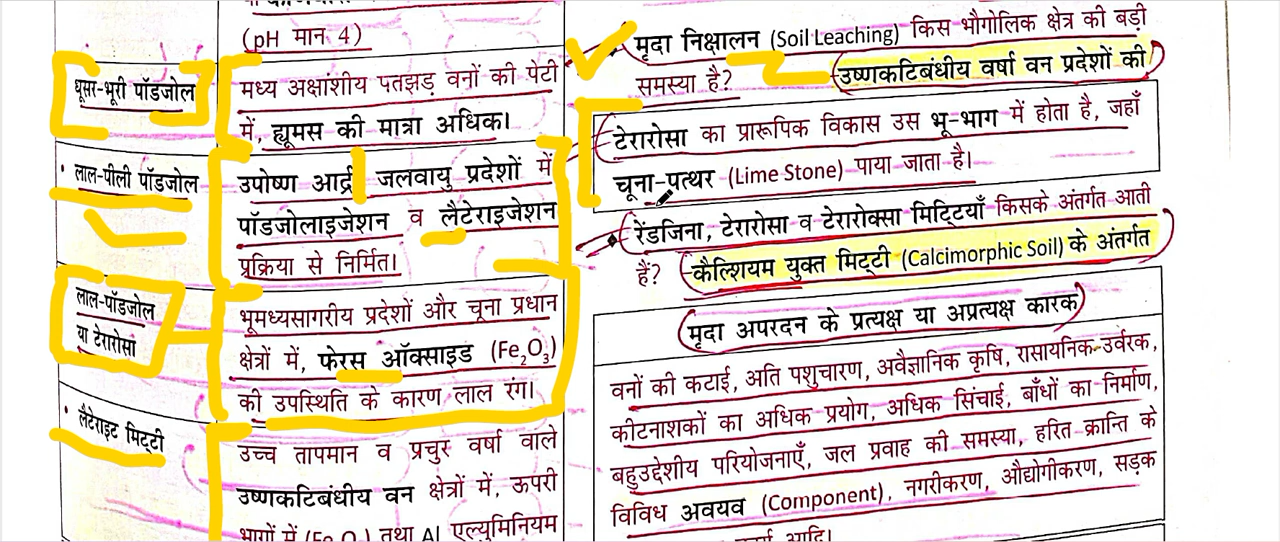 (pH मान 4)
धूसर-भूरी पॉडजोल
मध्य अक्षांशीय पतझड़ वनों की पेटी
में, ह्यूमस की मात्रा अधिक।
• लाल-पीली पॉडजोल
उपोष्ण आर्द्र जलवायु प्रदेशों में
पॉडजोलाइजेशन व लैटेराइजेशन
प्रक्रिया से निर्मित।
लाल-पॉडजोल
या टेरारोसा
भूमध्यसागरीय प्रदेशों और चूना प्रधान
क्षेत्रों में, फेरस ऑक्साइड (Fe₂O₃)
की उपस्थिति के कारण लाल रंग।
• लैटेराइट मिट्टी
उच्च तापमान व प्रचुर वर्षा वाले
उष्णकटिबंधीय वन क्षेत्रों में, ऊपरी
भागों में तथा Al एल्युमिनियम
मृदा निक्षालन (Soil Leaching) किस भौगोलिक क्षेत्र की बड़ी
समस्या है? उष्णकटिबंधीय वर्षा वन प्रदेशों की
टेरारोसा का प्रारूपिक विकास उस भू-भाग में होता है, जहाँ
चूना-पत्थर (Lime Stone) पाया जाता है।
रेंडजिना, टेरारोसा व टेरारोक्सा मिट्टियाँ किसके अंतर्गत आती
हैं? कैल्शियम युक्त मिट्टी (Calcimorphic Soil) के अंतर्गत
मृदा अपरदन के प्रत्यक्ष या अप्रत्यक्ष कारक
वनों की कटाई, अति पशुचारण, अवैज्ञानिक कृषि, रासायनिक-उर्वरक,
कीटनाशकों का अधिक प्रयोग, अधिक सिंचाई, बाँधों का निर्माण,
बहुउद्देशीय परियोजनाएँ, जल प्रवाह की समस्या, हरित क्रान्ति के
विविध अवयव (Component), नगरीकरण, औद्योगीकरण, सड़क
आदि।